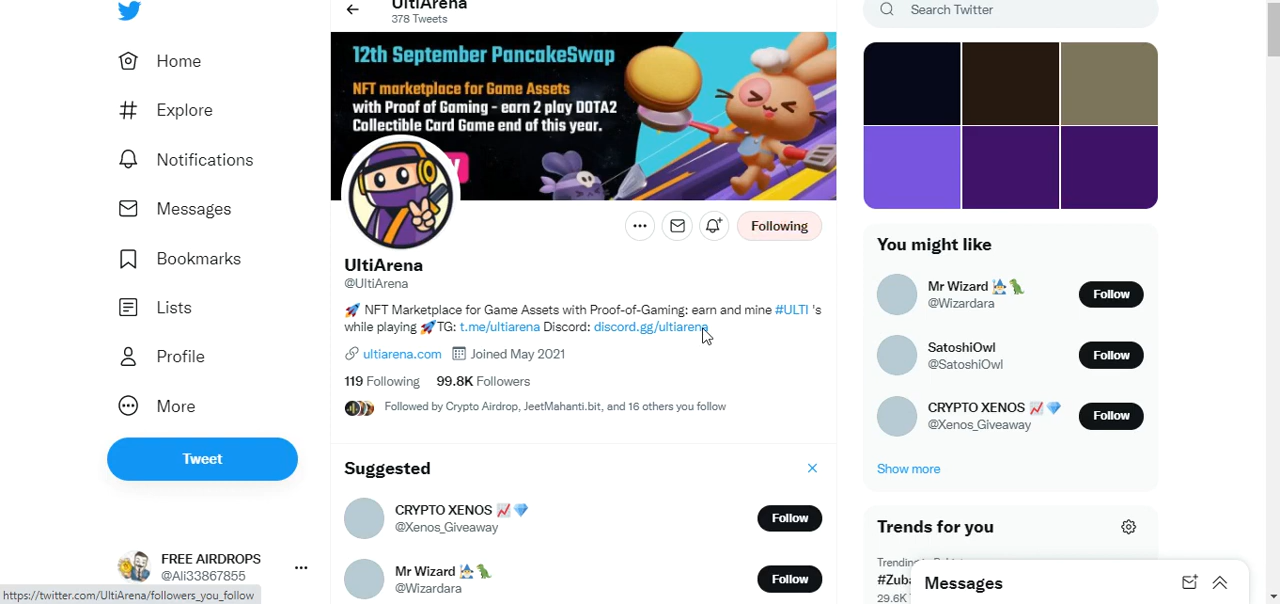 UltiArena
378 Tweets
Search Twitter
Home
Explore
Notifications
Messages
Bookmarks
Lists
Profile
More
Tweet
FREE AIRDROPS
@Ali33867855
https://twitter.com/UltiArena/followers_you_follow
12th September PancakeSwap
NFT marketplace for Game Assets
with Proof of Gaming - earn 2 play DOTA2
Collectible Card Game end of this year.
Following
UltiArena
@UltiArena
🚀 NFT Marketplace for Game Assets with Proof-of-Gaming: earn and mine #ULTI 's
while playing 🚀TG: t.me/ultiarena Discord: discord.gg/ultiarena
ultiarena.com Joined May 2021
119 Following 99.8K Followers
Followed by Crypto Airdrop, JeetMahanti.bit, and 16 others you follow
Suggested
CRYPTO XENOS 📈💎
@Xenos_Giveaway
Follow
Mr Wizard 🧙‍♂️🦖
@Wizardara
Follow
You might like
Mr Wizard 🧙‍♂️🦖
@Wizardara
Follow
SatoshiOwl
@SatoshiOwl
Follow
CRYPTO XENOS 📈💎
@Xenos_Giveaway
Follow
Show more
Trends for you
Trending
#Zuba
29.6K
Messages